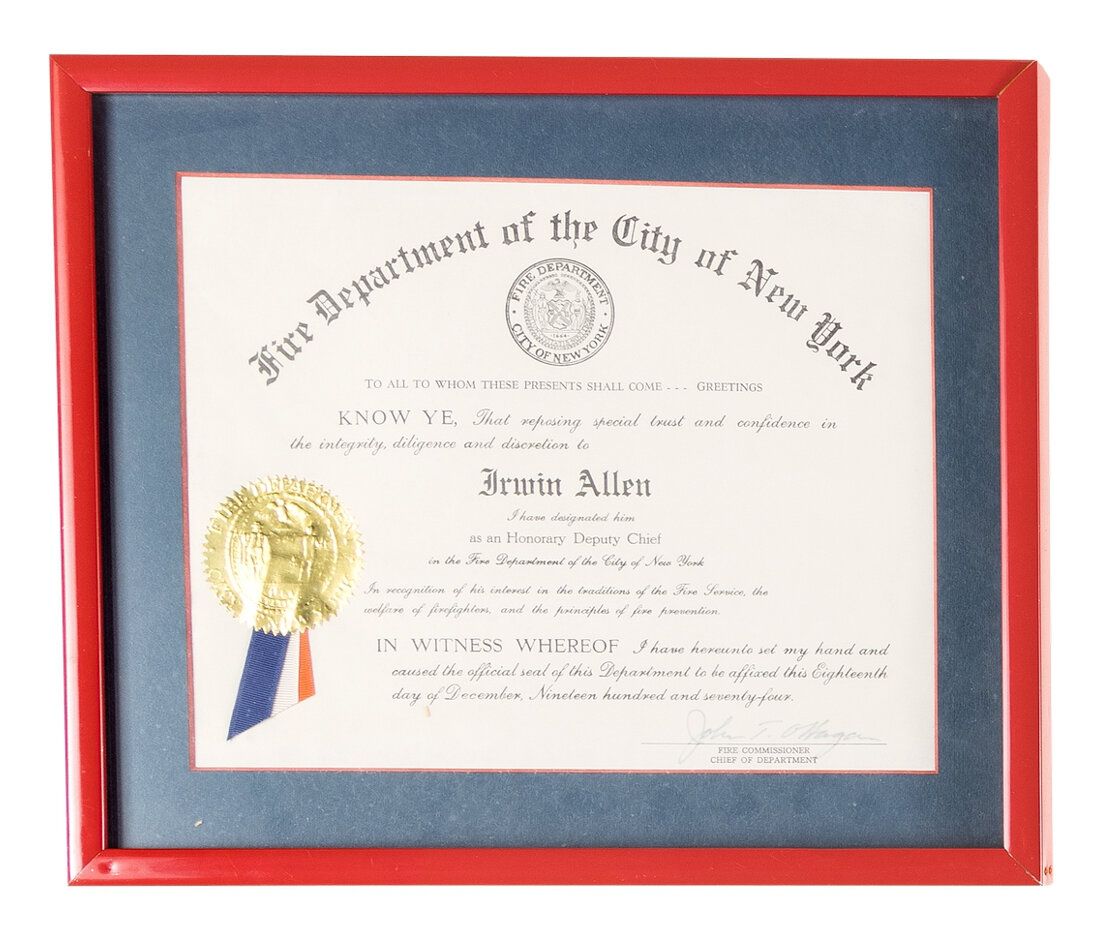 Fire Department of the City of New York
FIRE DEPARTMENT
1664
CITY OF NEW YORK
TO ALL TO WHOM THESE PRESENTS SHALL COME --- GREETINGS
KNOW YE, That reposing special trust and confidence in
the integrity, diligence and discretion to
Irwin Allen
I have designated him
as an Honorary Deputy Chief
in the Fire Department of the City of New York
In recognition of his interest in the traditions of the Fire Service, the
welfare of firefighters, and the principles of fire prevention.
IN WITNESS WHEREOF I have hereunto set my hand and
caused the official seal of this Department to be affixed this Eighteenth
day of December, Nineteen hundred and seventy-four.
John T. O'Hagan
FIRE COMMISSIONER
CHIEF OF DEPARTMENT